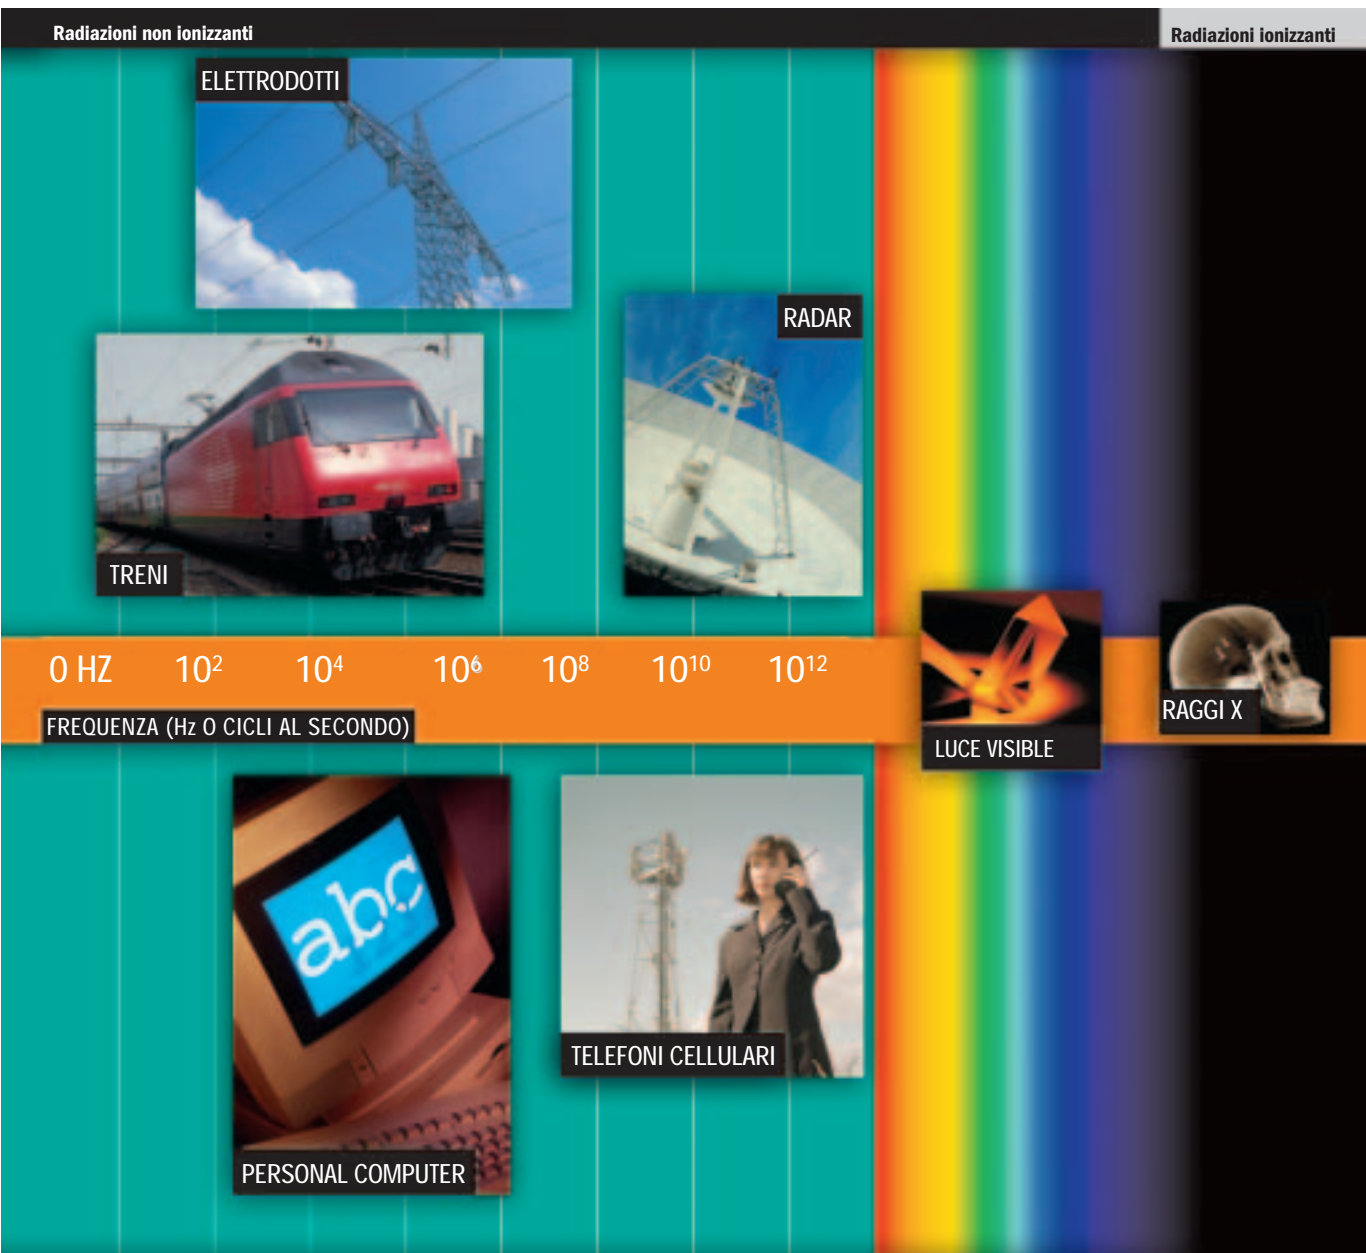 Radiazioni non ionizzanti
Radiazioni ionizzanti
ELETTRODOTTI
RADAR
TRENI
0 HZ 10² 10⁴ 10⁶ 10⁸ 10¹⁰ 10¹²
FREQUENZA (Hz O CICLI AL SECONDO)
LUCE VISIBLE
RAGGI X
abc
TELEFONI CELLULARI
PERSONAL COMPUTER